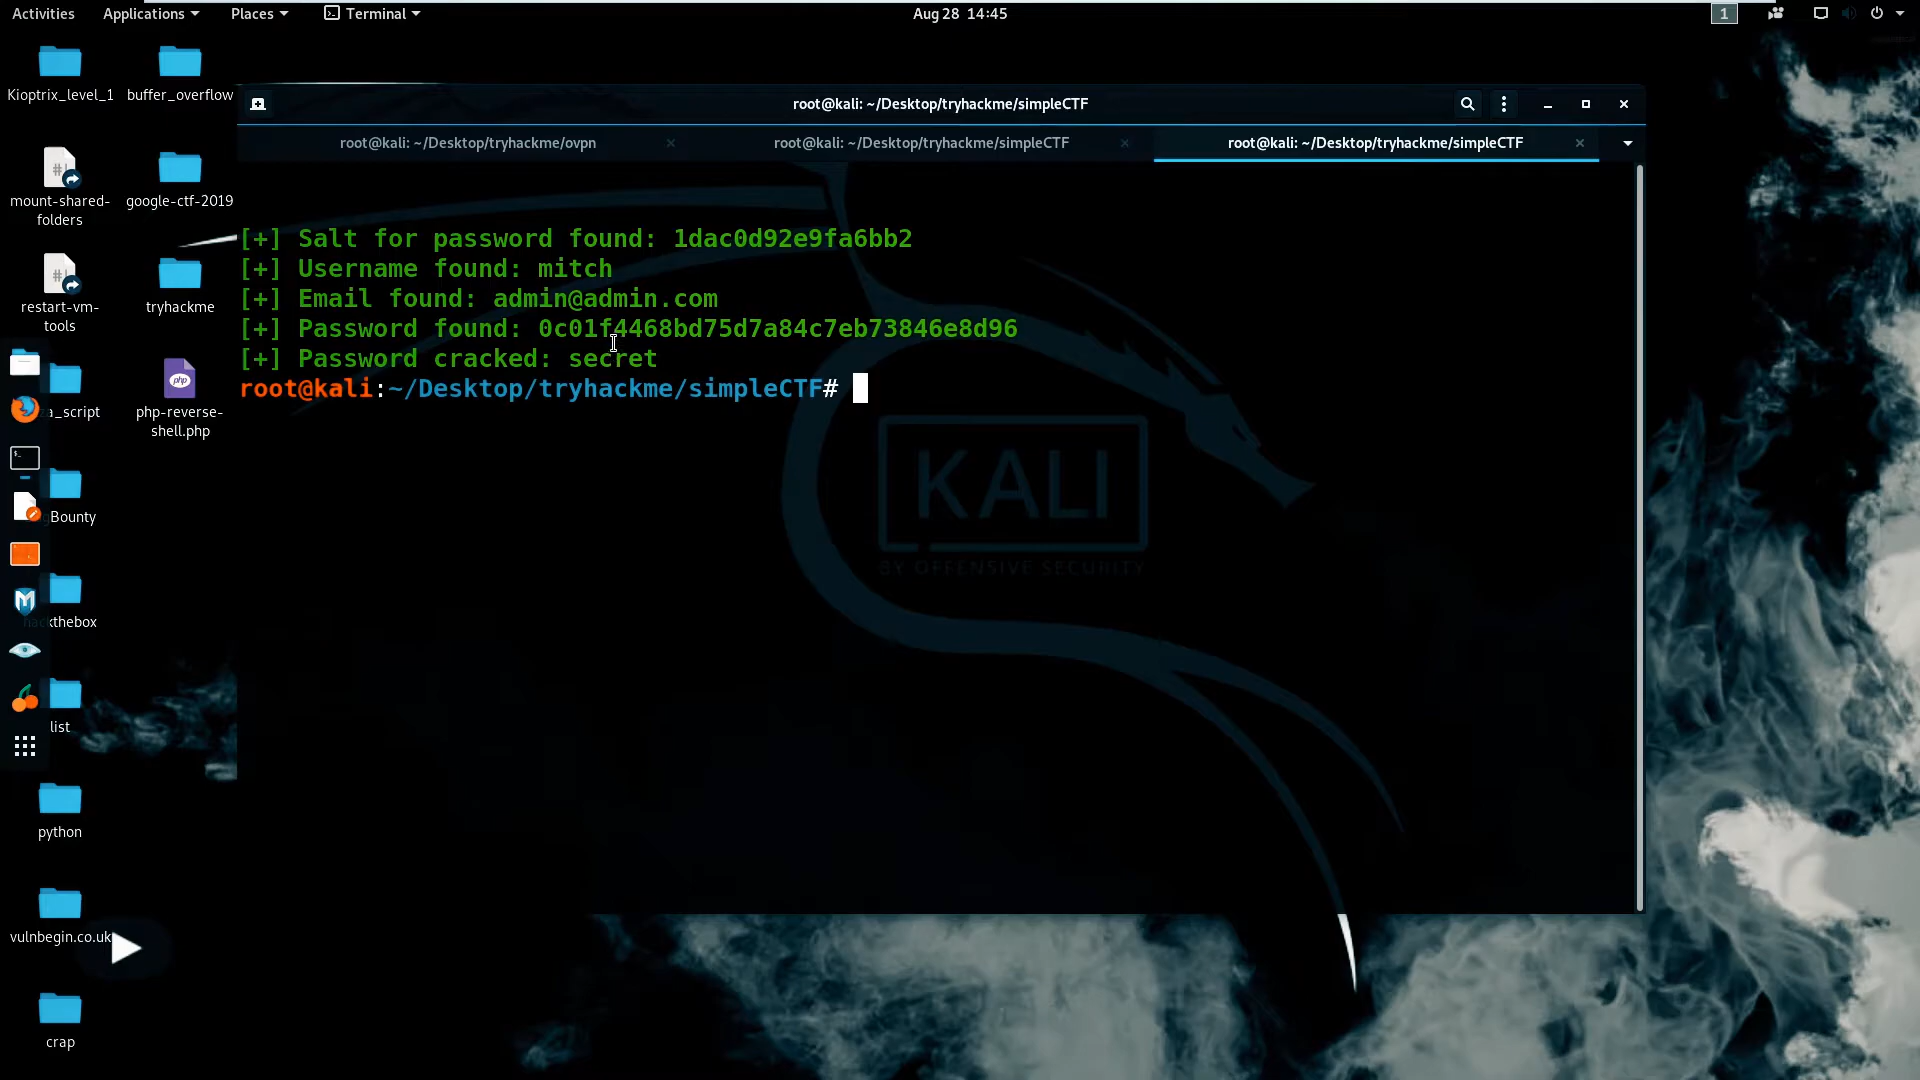 Activities Applications Places Terminal Aug 28 14:45 1
Kioptrix_level_1
buffer_overflow
mount-shared-
folders
google-ctf-2019
restart-vm-
tools
tryhackme
a_script
php
php-reverse-
shell.php
Bounty
hackthebox
list
python
vulnbegin.co.uk
crap
root@kali: ~/Desktop/tryhackme/simpleCTF
root@kali: ~/Desktop/tryhackme/ovpn
root@kali: ~/Desktop/tryhackme/simpleCTF
root@kali: ~/Desktop/tryhackme/simpleCTF
[+] Salt for password found: 1dac0d92e9fa6bb2
[+] Username found: mitch
[+] Email found: admin@admin.com
[+] Password found: 0c01f4468bd75d7a84c7eb73846e8d96
[+] Password cracked: secret
root@kali:~/Desktop/tryhackme/simpleCTF#
KALI
BY OFFENSIVE SECURITY